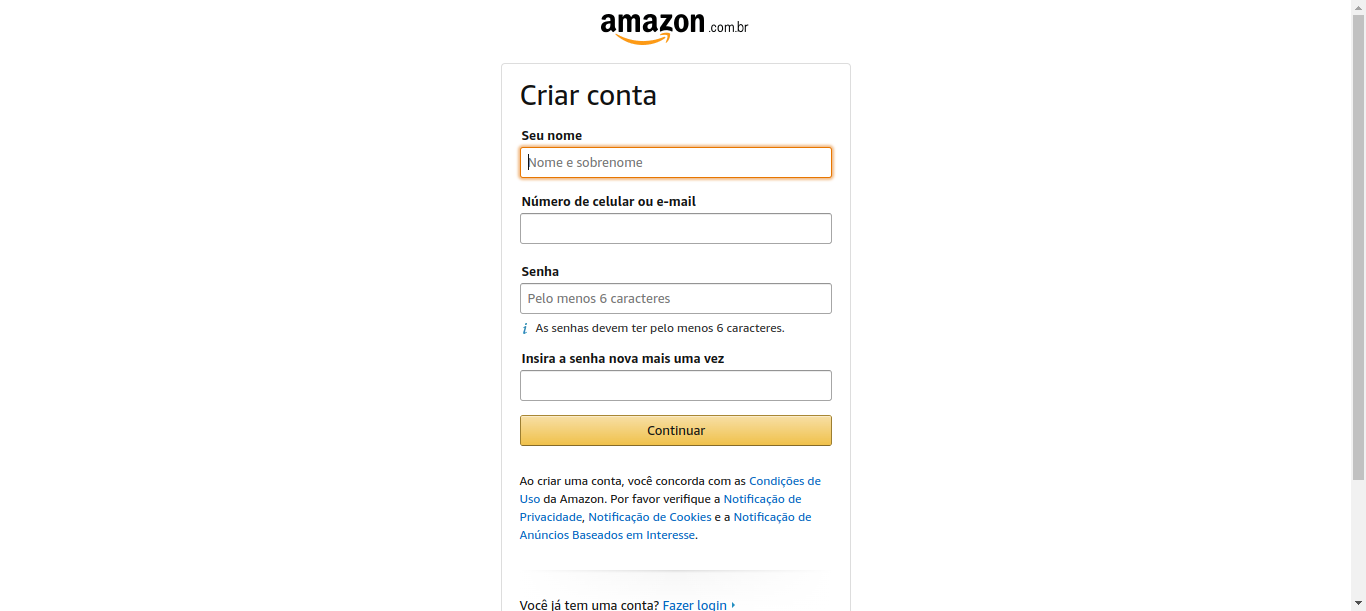 amazon.com.br
Criar conta
Seu nome
Nome e sobrenome
Número de celular ou e-mail
Senha
Pelo menos 6 caracteres
i As senhas devem ter pelo menos 6 caracteres.
Insira a senha nova mais uma vez
Continuar
Ao criar uma conta, você concorda com as Condições de
Uso da Amazon. Por favor verifique a Notificação de
Privacidade, Notificação de Cookies e a Notificação de
Anúncios Baseados em Interesse.
Você já tem uma conta? Fazer login